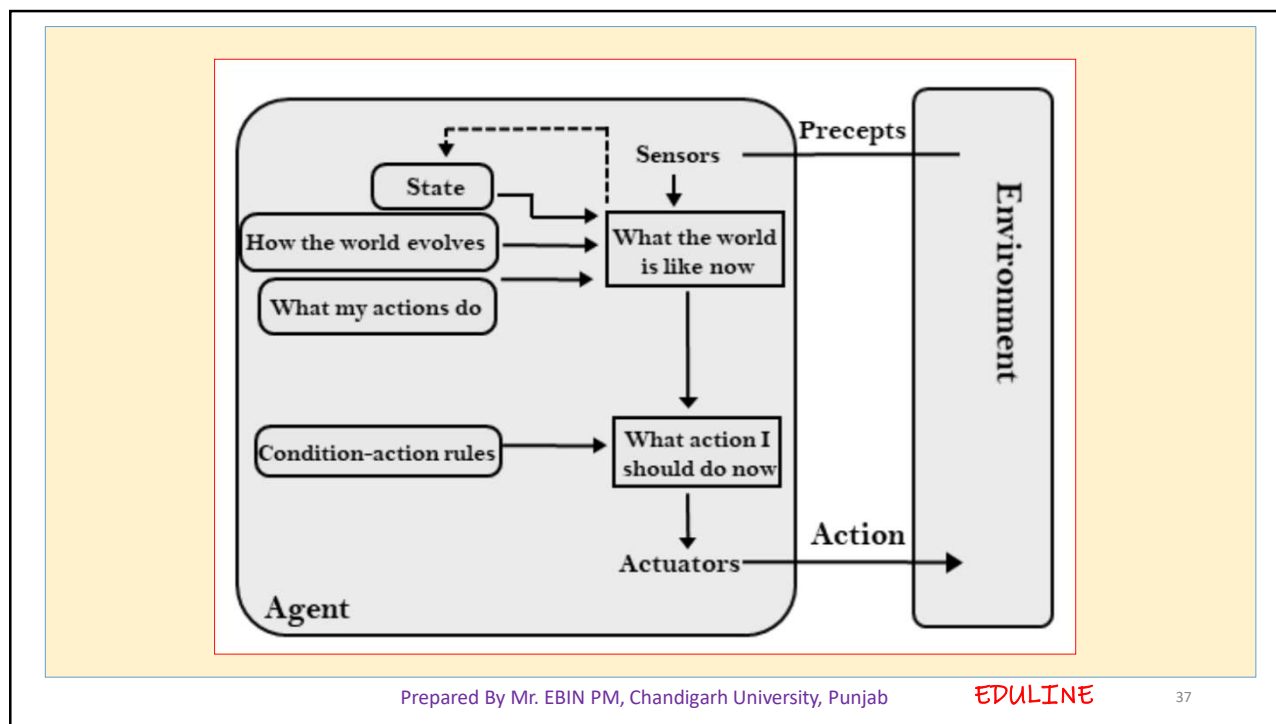 Precepts
Sensors
State
How the world evolves
What my actions do
What the world
is like now
Environment
Condition-action rules
What action I
should do now
Action
Actuators
Agent
Prepared By Mr. EBIN PM, Chandigarh University, Punjab
EDULINE
37